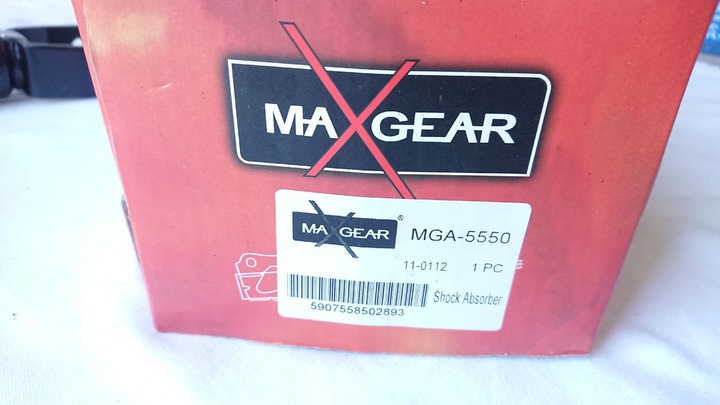 MAXGEAR
MAXGEAR® MGA-5550
11-0112 1 PC
Shock Absorber
5907558502893